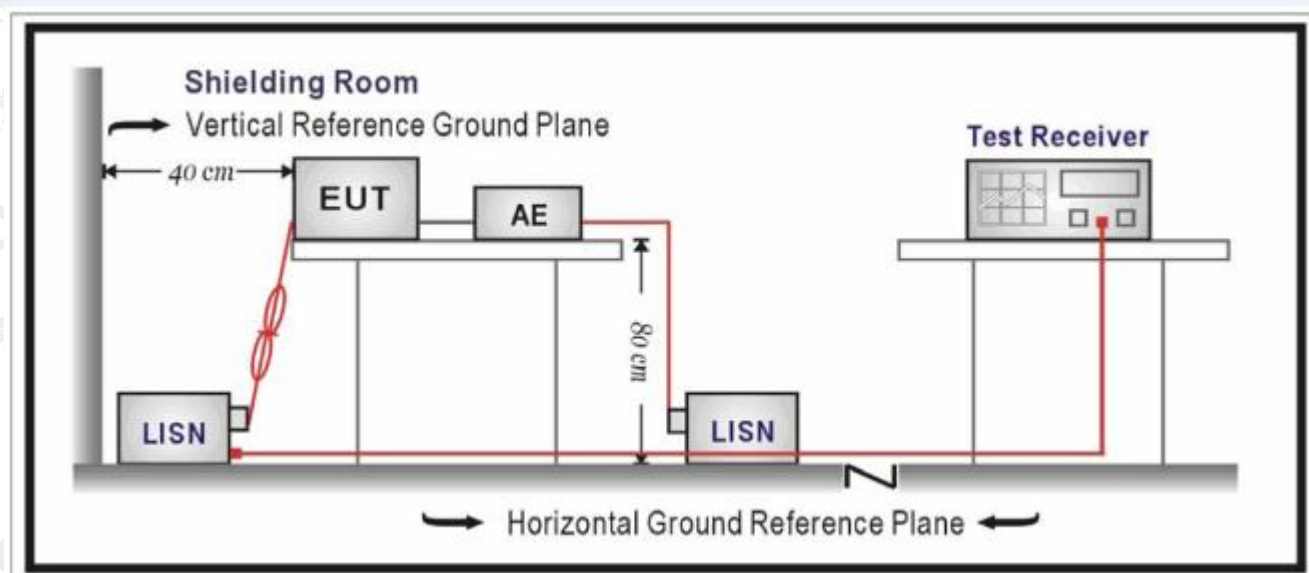 Shielding Room
Vertical Reference Ground Plane
Test Receiver
40 cm
EUT
AE
80 cm
LISN
LISN
Horizontal Ground Reference Plane